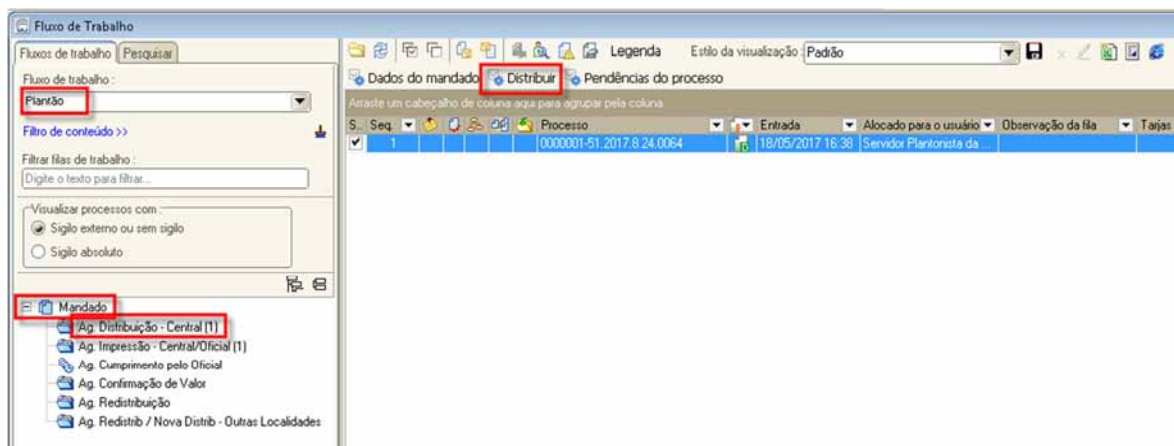 Fluxo de Trabalho
Fluxos de trabalho Pesquisar
Fluxo de trabalho :
Plantão
Filtro de conteúdo >>
Filtrar filas de trabalho :
Digite o texto para filtrar...
Visualizar processos com :
Sigilo externo ou sem sigilo
Sigilo absoluto
Mandado
Ag. Distribuição - Central (1)
Ag. Impressão - Central/Oficial (1)
Ag. Cumprimento pelo Oficial
Ag. Confirmação de Valor
Ag. Redistribuição
Ag. Redistrib / Nova Distrib - Outras Localidades
Legenda Estilo da visualização : Padrão
Dados do mandado Distribuir Pendências do processo
Arraste um cabeçalho de coluna aqui para agrupar pela coluna
S.. Seq. Processo Entrada Alocado para o usuário Observação da fila Tarjas
1 0000001-51.2017.8.24.0064 18/05/2017 16:38 Servidor Plantonista da ...